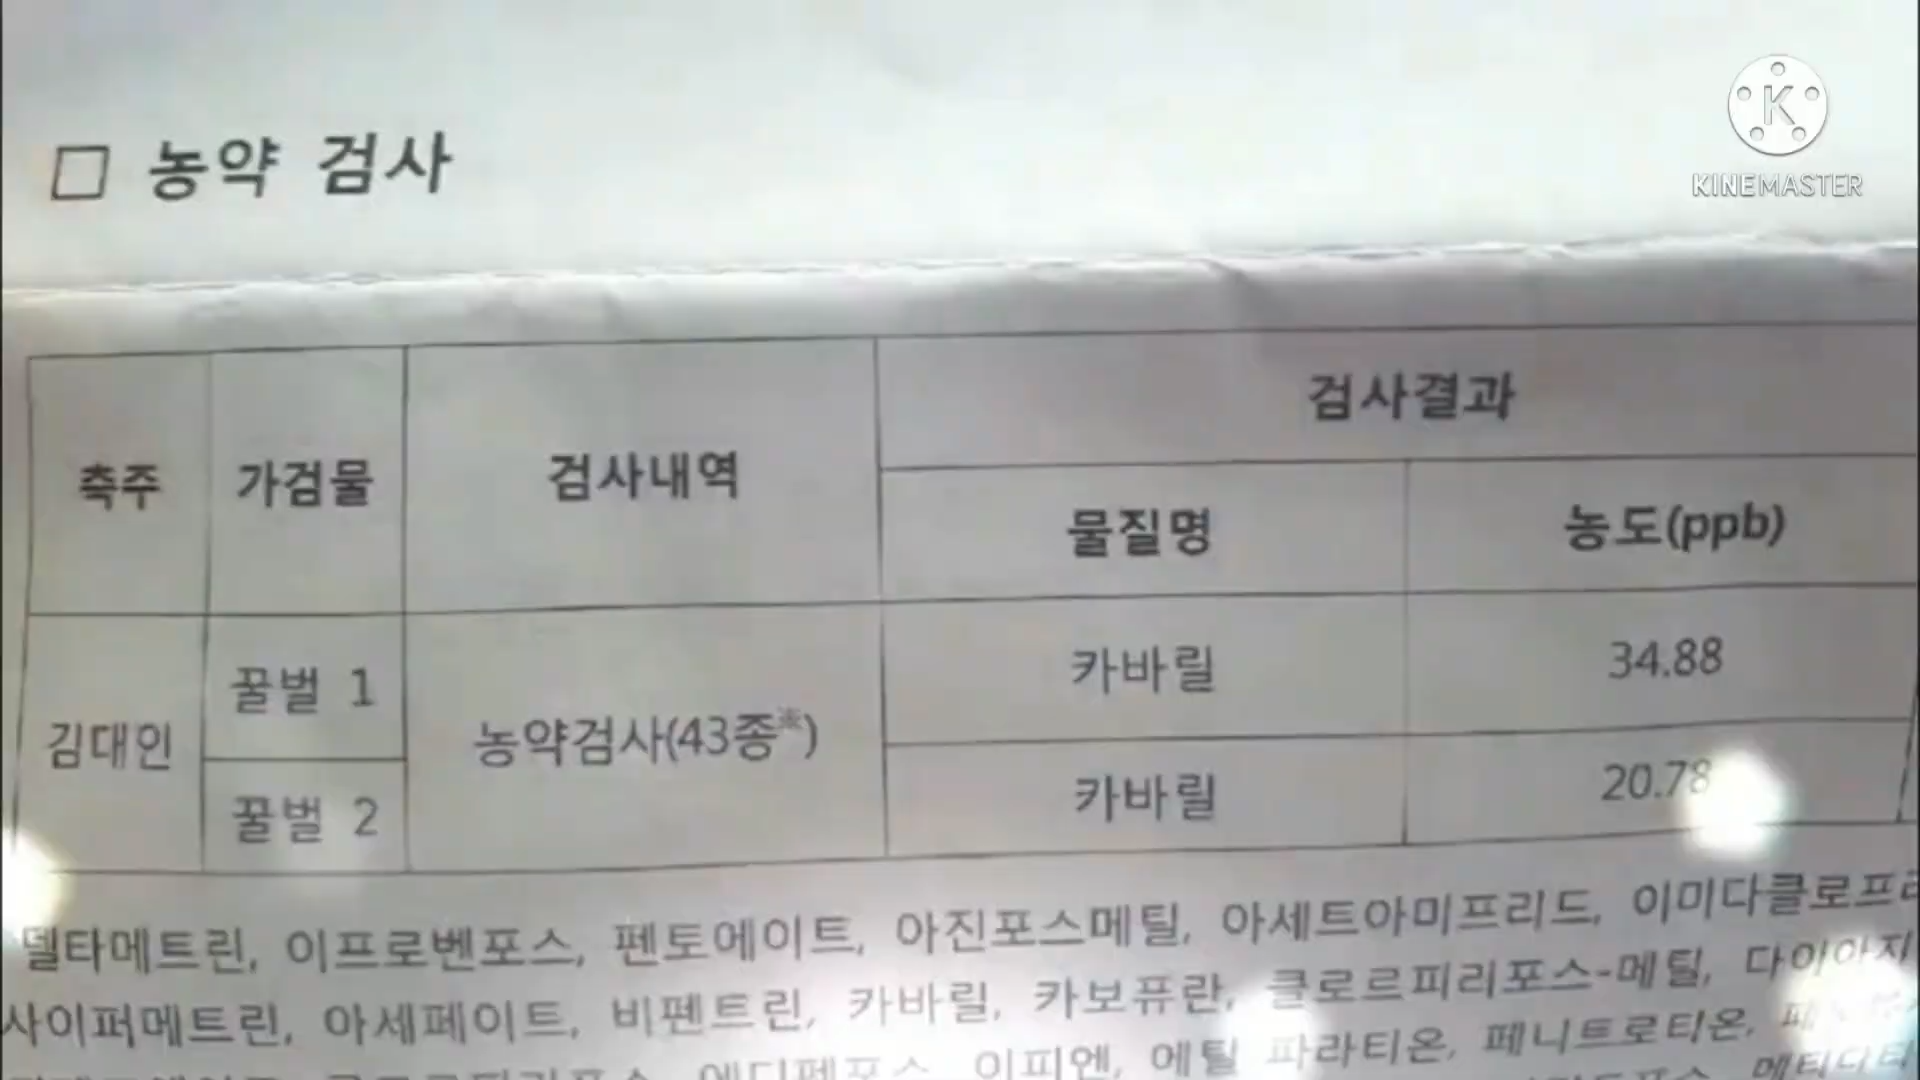 □ 농약 검사
KINEMASTER
축주 가검물 검사내역 검사결과
물질명 농도(ppb)
김대인 꿀벌 1 농약검사(43종※) 카바릴 34.88
꿀벌 2 카바릴 20.78
델타메트린, 이프로벤포스, 펜토에이트, 아진포스메틸, 아세트아미프리드, 이미다클로프리
사이퍼메트린, 아세페이트, 비펜트린, 카바릴, 카보퓨란, 클로르피리포스-메틸, 다이아지
이피엔, 에틸 파라티온, 페니트로티온,